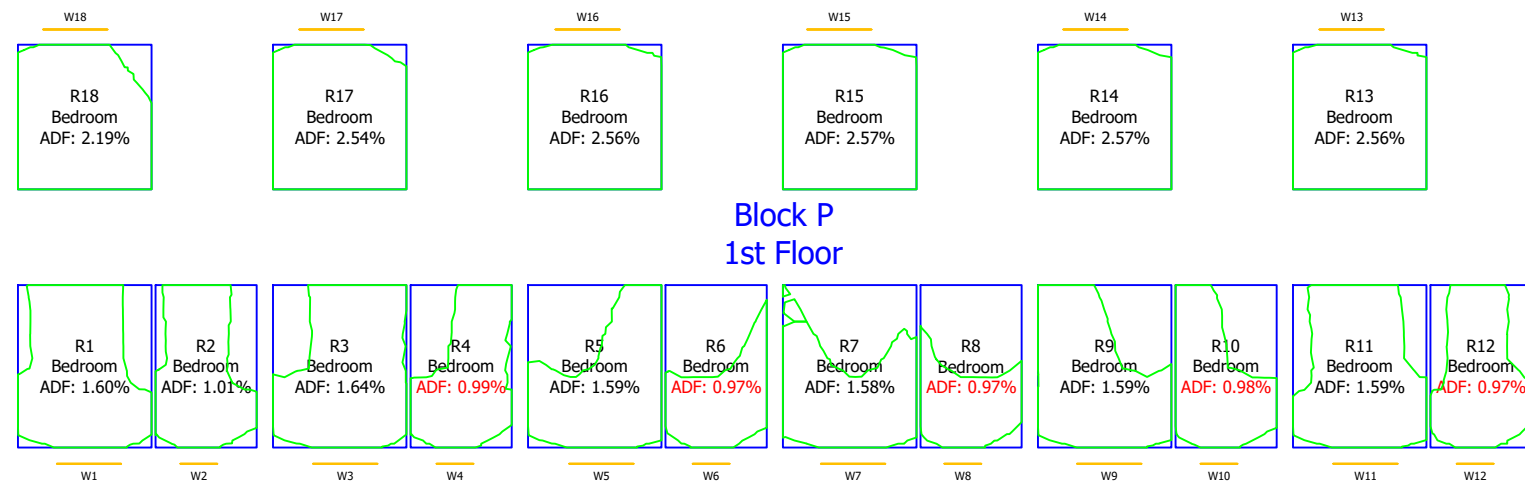 W18
W17
W16
W15
W14
W13
R18
Bedroom
ADF: 2.19%
R17
Bedroom
ADF: 2.54%
R16
Bedroom
ADF: 2.56%
R15
Bedroom
ADF: 2.57%
R14
Bedroom
ADF: 2.57%
R13
Bedroom
ADF: 2.56%
Block P
1st Floor
R1
Bedroom
ADF: 1.60%
R2
Bedroom
ADF: 1.01%
R3
Bedroom
ADF: 1.64%
R4
Bedroom
ADF: 0.99%
R5
Bedroom
ADF: 1.59%
R6
Bedroom
ADF: 0.97%
R7
Bedroom
ADF: 1.58%
R8
Bedroom
ADF: 0.97%
R9
Bedroom
ADF: 1.59%
R10
Bedroom
ADF: 0.98%
R11
Bedroom
ADF: 1.59%
R12
Bedroom
ADF: 0.97%
W1
W2
W3
W4
W5
W6
W7
W8
W9
W10
W11
W12